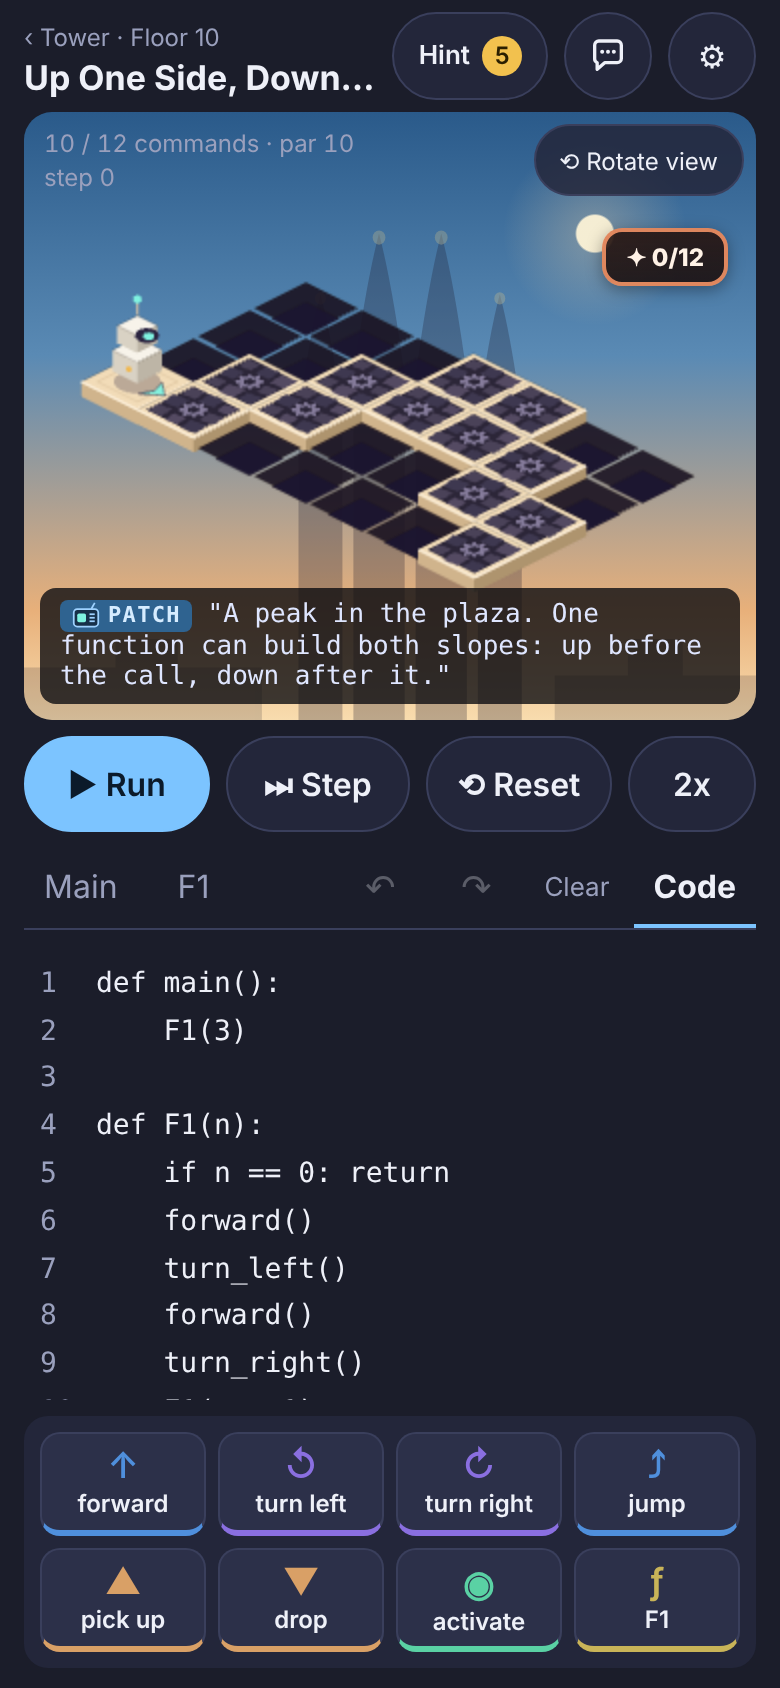 ‹ Tower · Floor 10
Up One Side, Down...
Hint 5
10 / 12 commands · par 10
step 0
⟲ Rotate view
✦ 0/12
PATCH "A peak in the plaza. One
function can build both slopes: up before
the call, down after it."
▶ Run
⏭ Step
⟲ Reset
2x
Main
F1
↶
↷
Clear
Code
1 def main():
2 F1(3)
3
4 def F1(n):
5 if n == 0: return
6 forward()
7 turn_left()
8 forward()
9 turn_right()
forward
turn left
turn right
jump
pick up
drop
activate
ƒ
F1